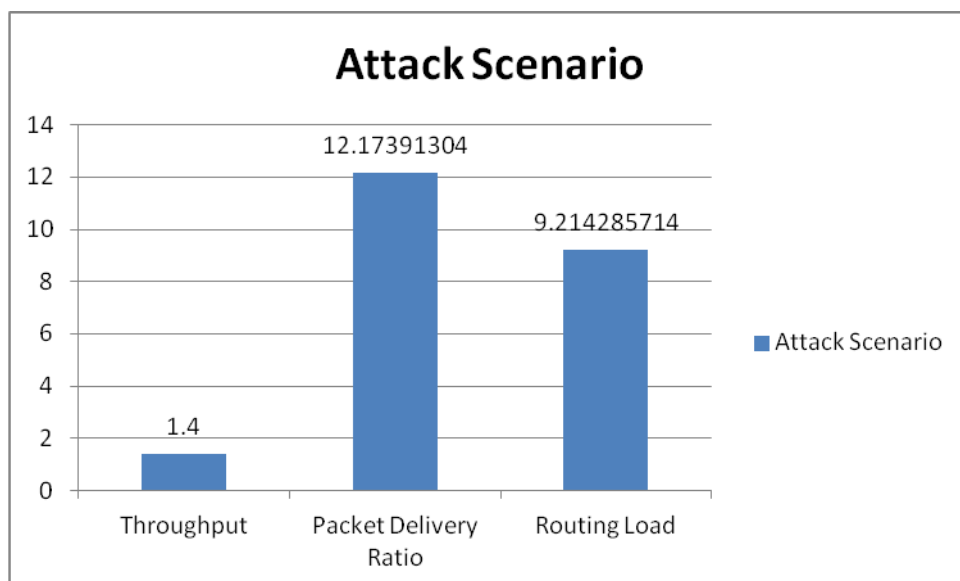 Attack Scenario
14
12
10
8
6
4
2
0
12.17391304
9.214285714
1.4
Throughput
Packet Delivery
Ratio
Routing Load
Attack Scenario